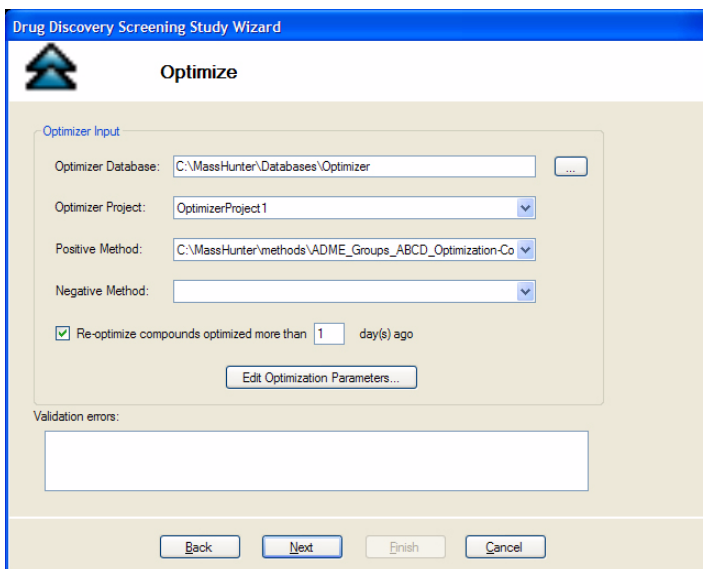 Drug Discovery Screening Study Wizard
Optimize
Optimizer Input
Optimizer Database: C:\MassHunter\Databases\Optimizer ...
Optimizer Project: OptimizerProject1
Positive Method: C:\MassHunter\methods\ADME_Groups_ABCD_Optimization-Co
Negative Method:
Re-optimize compounds optimized more than 1 day(s) ago
Edit Optimization Parameters...
Validation errors:
Back Next Finish Cancel